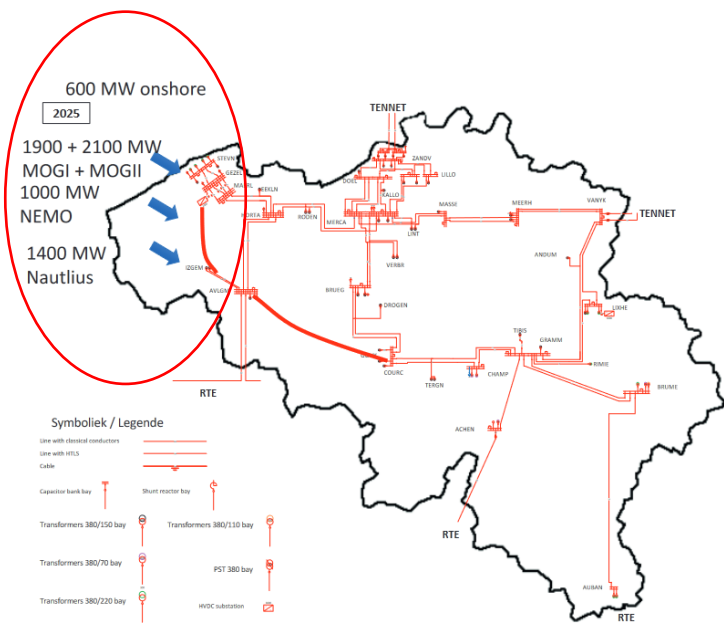 600 MW onshore
2025
1900 + 2100 MW
MOGI + MOGII
1000 MW
NEMO
1400 MW
Nautlius
STEVN
GEZEL
EEKLN
HORTA
RODEN
MERCA
DOEL
KALLO
TENNET
ZANDV
LILLO
MASSE
MEERH
VANYK
TENNET
LINT
VERBR
ANDUM
IZGEM
AVLGM
BRUEG
DROGEN
LIXHE
TIBIS
GRAMM
RIMIE
COURC
TERGN
CHAMP
BRUME
RTE
ACHEN
RTE
AUBAN
RTE
Symboliek / Legende
Line with classical conductors
Line with HTLS
Cable
Capacitor bank bay
Shunt reactor bay
Transformers 380/150 bay
Transformers 380/110 bay
Transformers 380/70 bay
PST 380 bay
Transformers 380/220 bay
HVDC substation